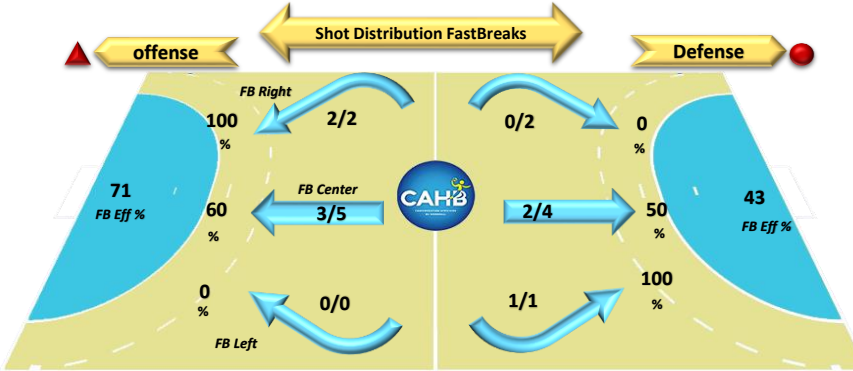 Shot Distribution FastBreaks
offense
Defense
FB Right
100
%
2/2
0/2
0
%
71
FB Eff %
FB Center
60
%
3/5
CAHB
2/4
50
%
43
FB Eff %
0
%
0/0
FB Left
1/1
100
%